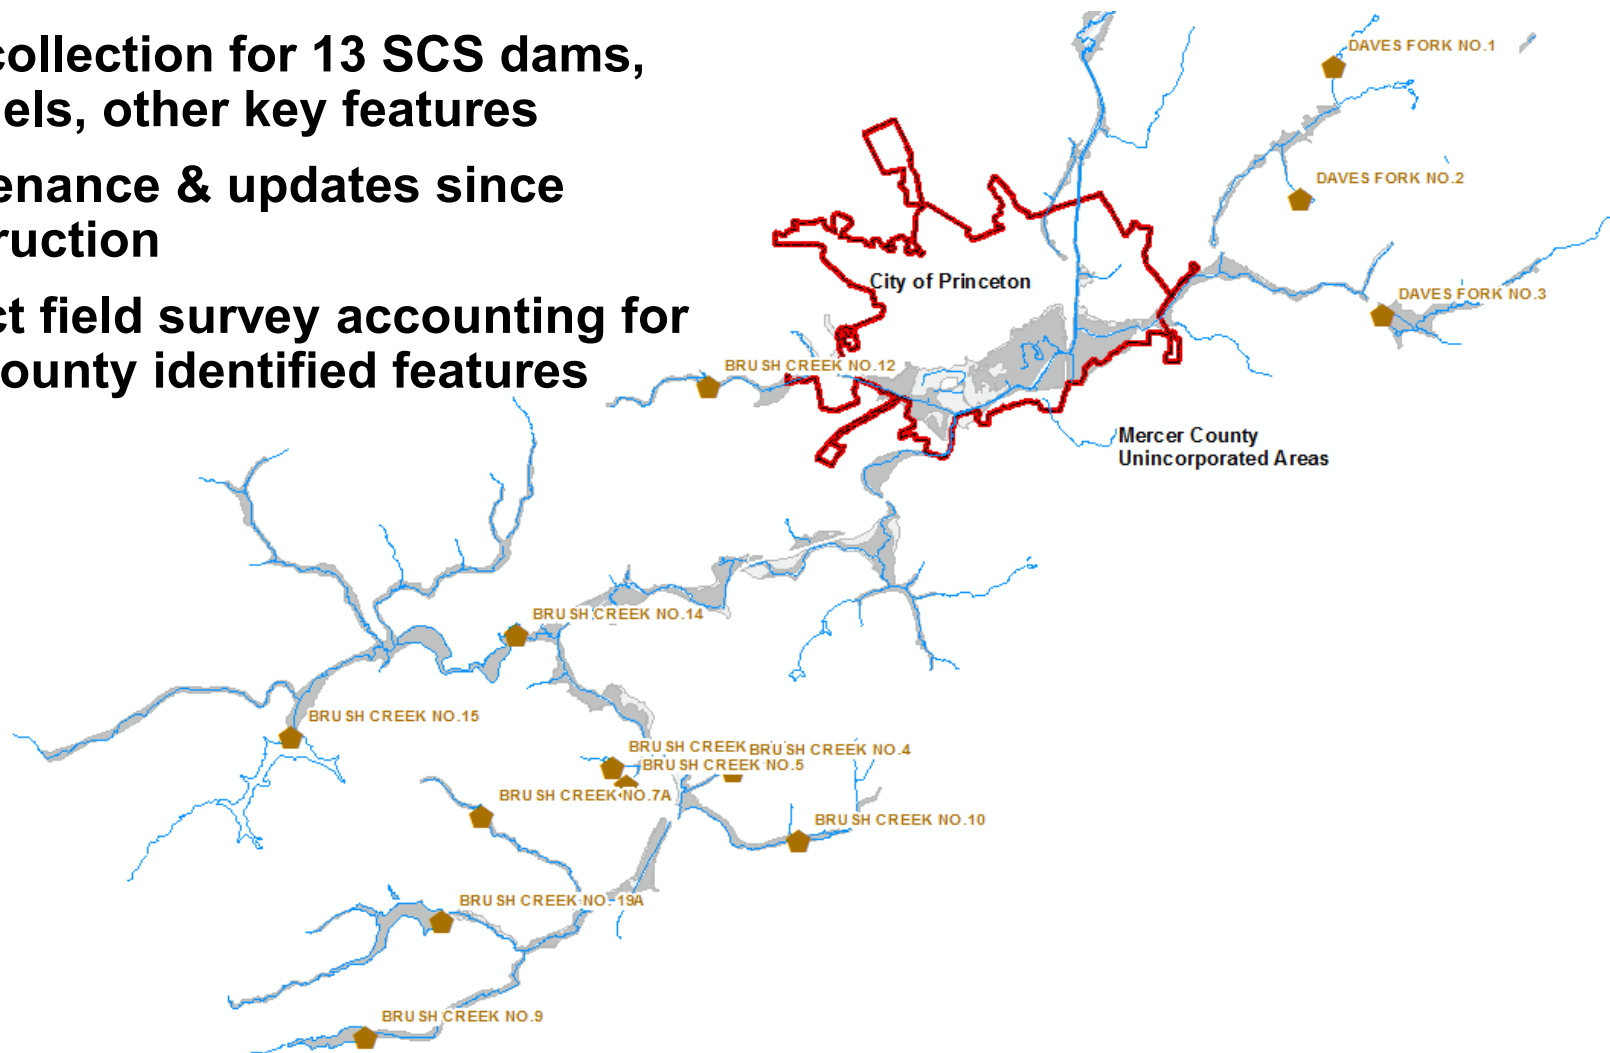 collection for 13 SCS dams,
els, other key features
enance & updates since
ruction
ct field survey accounting for
ounty identified features
DAVES FORK NO.1
DAVES FORK NO.2
City of Princeton
DAVES FORK NO.3
BRUSH CREEK NO.12
Mercer County
Unincorporated Areas
BRUSH CREEK NO.14
BRUSH CREEK NO.15
BRUSH CREEK
BRUSH CREEK NO.4
BRUSH CREEK NO.5
BRUSH CREEK NO.7A
BRUSH CREEK NO.10
BRUSH CREEK NO. 19A
BRUSH CREEK NO.9